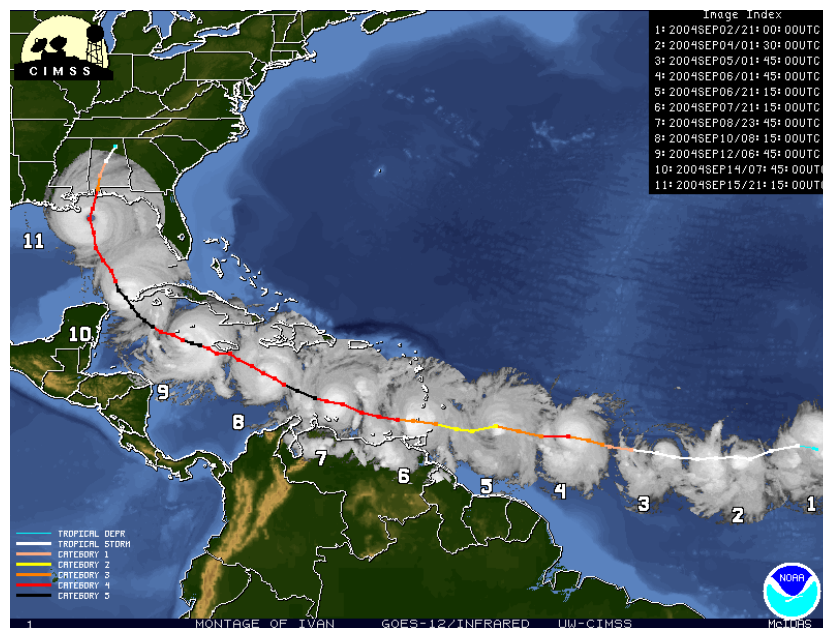 CIMSS
Image Index
1: 2004SEP02/21:00:00UTC
2: 2004SEP04/01:30:00UTC
3: 2004SEP05/01:45:00UTC
4: 2004SEP06/01:45:00UTC
5: 2004SEP06/21:15:00UTC
6: 2004SEP07/21:15:00UTC
7: 2004SEP08/23:45:00UTC
8: 2004SEP10/08:15:00UTC
9: 2004SEP12/06:45:00UTC
10: 2004SEP14/07:45:00UT
11: 2004SEP15/21:15:00UT
11
10
9
8
7
6
5
4
3
2
1
TROPICAL DEPR
TROPICAL STORM
CATEGORY 1
CATEGORY 2
CATEGORY 3
CATEGORY 4
CATEGORY 5
NOAA
1 MONTAGE OF IVAN GOES-12/INFRARED UW-CIMSS McIDAS